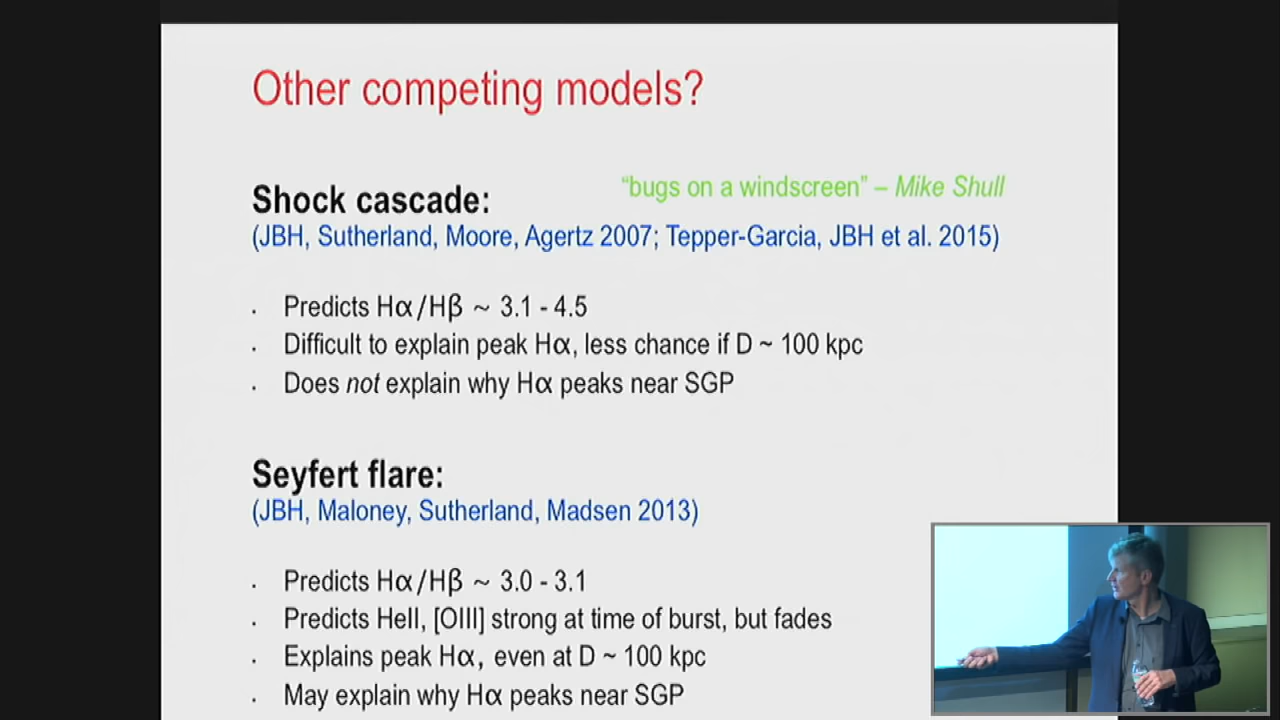 Other competing models?
"bugs on a windscreen" – Mike Shull
Shock cascade:
(JBH, Sutherland, Moore, Agertz 2007; Tepper-Garcia, JBH et al. 2015)
• Predicts Hα/Hβ ~ 3.1 - 4.5
• Difficult to explain peak Hα, less chance if D ~ 100 kpc
• Does not explain why Hα peaks near SGP
Seyfert flare:
(JBH, Maloney, Sutherland, Madsen 2013)
• Predicts Hα/Hβ ~ 3.0 - 3.1
• Predicts HeII, [OIII] strong at time of burst, but fades
• Explains peak Hα, even at D ~ 100 kpc
• May explain why Hα peaks near SGP